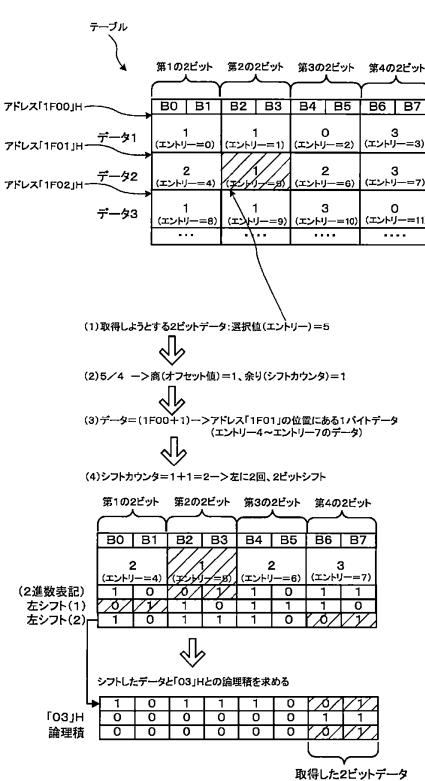 テーブル
第1の2ビット 第2の2ビット 第3の2ビット 第4の2ビット
アドレス「1F00」H
B0 B1 B2 B3 B4 B5 B6 B7
データ1
1 1 0 3
(エントリー=0) (エントリー=1) (エントリー=2) (エントリー=3)
アドレス「1F01」H
データ2
2 1 2 3
(エントリー=4) (エントリー=5) (エントリー=6) (エントリー=7)
アドレス「1F02」H
データ3
1 1 3 0
(エントリー=8) (エントリー=9) (エントリー=10) (エントリー=11
・・・ ・・・・ ・・・・ ・・・・
(1)取得しようとする2ビットデータ:選択値(エントリー)=5
(2)5/4 ー>商(オフセット値)=1、余り(シフトカウンタ)=1
(3)データ=(1F00+1)ー>アドレス「1F01」の位置にある1バイトデータ
(エントリー4~エントリー7のデータ)
(4)シフトカウンタ=1+1=2ー>左に2回、2ビットシフト
第1の2ビット 第2の2ビット 第3の2ビット 第4の2ビット
B0 B1 B2 B3 B4 B5 B6 B7
2 1 2 3
(エントリー=4) (エントリー=5) (エントリー=6) (エントリー=7)
(2進数表記) 1 0 0 1 1 0 1 1
左シフト(1) 0 1 1 0 1 1 1 0
左シフト(2) 1 0 1 1 1 0 0 1
シフトしたデータと「03」Hとの論理積を求める
1 0 1 1 1 0 0 1
「03」H 0 0 0 0 0 0 1 1
論理積 0 0 0 0 0 0 0 1
取得した2ビットデータ